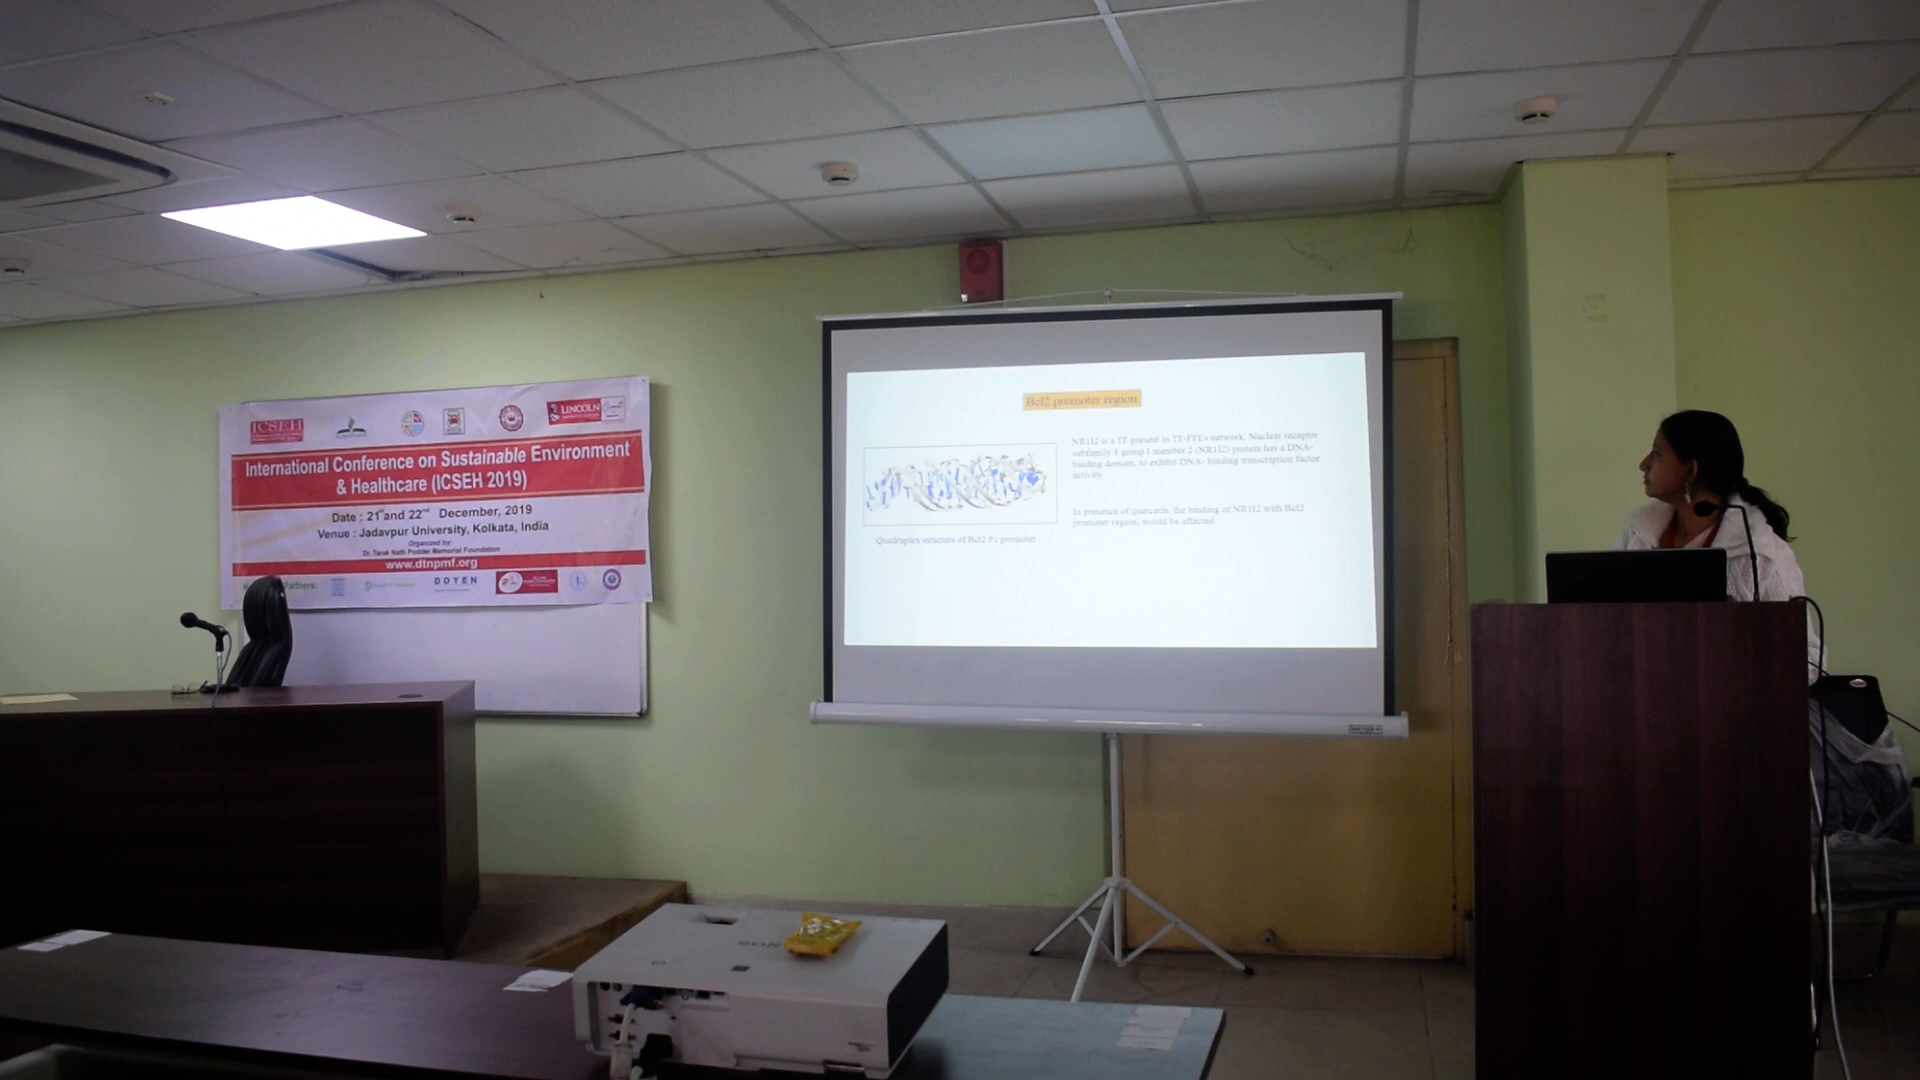 ICSEH
LINCOLN
International Conference on Sustainable Environment
& Healthcare (ICSEH 2019)
Date : 21st and 22nd December, 2019
Venue : Jadavpur University, Kolkata, India
Organized by:
Dr. Tarak Nath Podder Memorial Foundation
www.dtnpmf.org
Partners:
DOYEN
Bcl2 promoter region
NR1I2 is a TF present in TF-FFLs network. Nuclear receptor
subfamily 1 group I member 2 (NR1I2) protein has a DNA-
binding domain, to exhibit DNA- binding transcription factor
activity.
In presence of quercetin, the binding of NR1I2 with Bcl2
promoter region, would be effected.
Quadruplex structure of Bcl2 P1 promoter
SONY